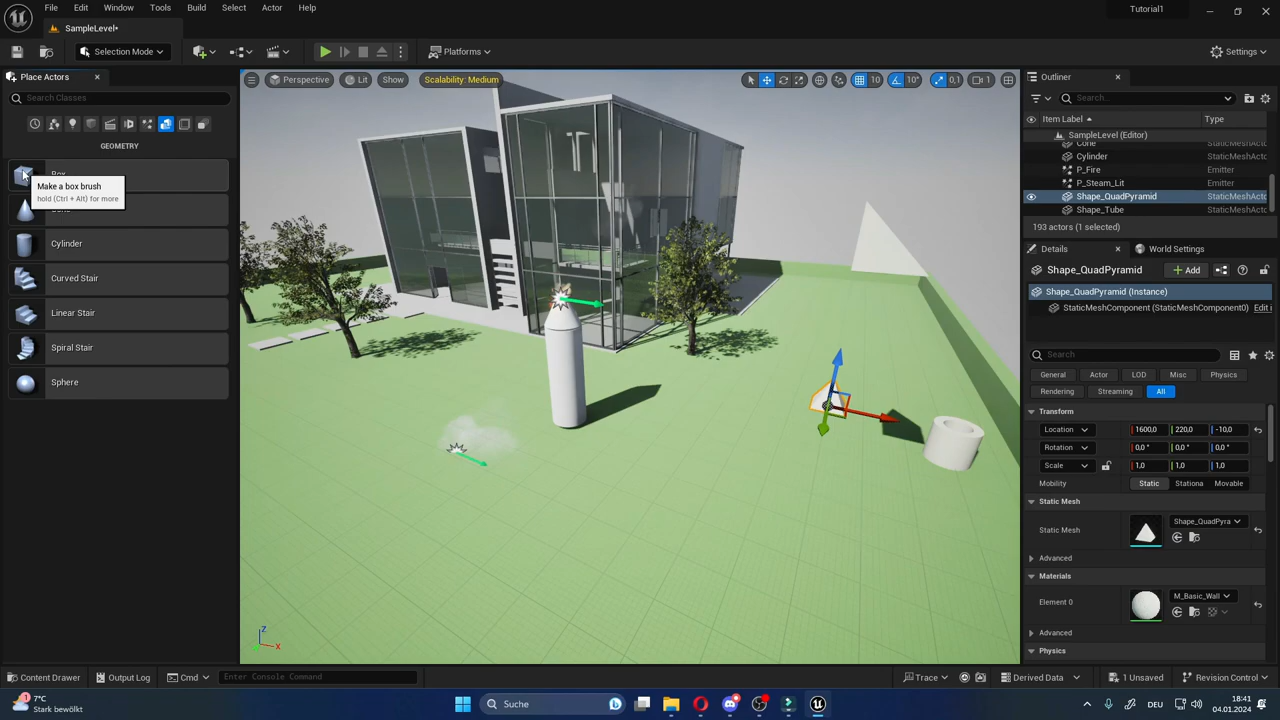 File Edit Window Tools Build Select Actor Help
Tutorial1
SampleLevel*
Selection Mode
Platforms
Settings
Place Actors
Search Classes
GEOMETRY
Box
Make a box brush
hold (Ctrl + Alt) for more
Cylinder
Curved Stair
Linear Stair
Spiral Stair
Sphere
Perspective
Lit
Show
Scalability: Medium
10
10°
0,1
1
Outliner
Search...
Item Label
Type
SampleLevel (Editor)
Cone StaticMeshActo
Cylinder StaticMeshActo
P_Fire Emitter
P_Steam_Lit Emitter
Shape_QuadPyramid StaticMeshActo
Shape_Tube StaticMeshActo
193 actors (1 selected)
Details
World Settings
Shape_QuadPyramid
Add
Shape_QuadPyramid (Instance)
StaticMeshComponent (StaticMeshComponent0) Edit i
Search
General Actor LOD Misc Physics
Rendering Streaming All
Transform
Location 1600,0 220,0 -10,0
Rotation 0,0 ° 0,0 ° 0,0 °
Scale 1,0 1,0 1,0
Mobility Static Stationa Movable
Static Mesh
Static Mesh Shape_QuadPyra
Advanced
Materials
Element 0 M_Basic_Wall
Advanced
Physics
Z
X
Content Drawer
Output Log
Cmd
Enter Console Command
Trace
Derived Data
1 Unsaved
Revision Control
1
7°C
Stark bewölkt
Suche
DEU
18:41
04.01.2024